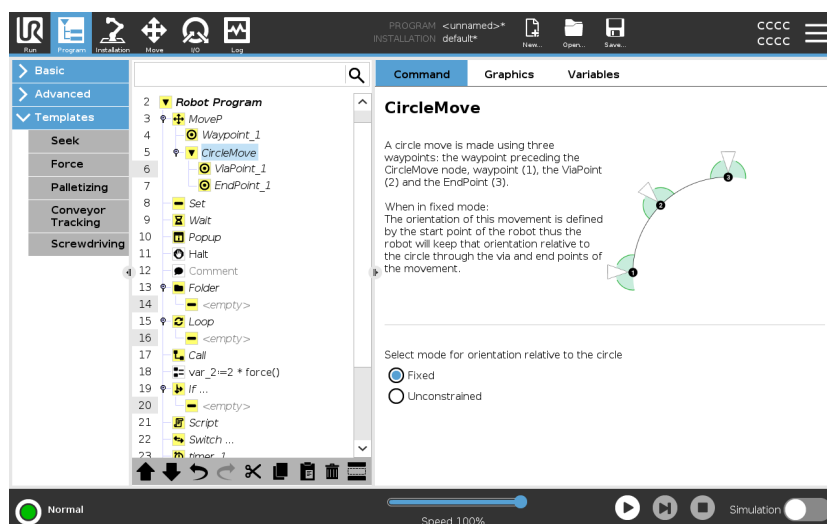 UR
Run
Program
Installation
Move
I/O
Log
PROGRAM <unnamed>*
INSTALLATION default*
New...
Open...
Save...
CCCC
CCCC
Basic
Advanced
Templates
Seek
Force
Palletizing
Conveyor
Tracking
Screwdriving
2 Robot Program
3 MoveP
4 Waypoint_1
5 CircleMove
6 ViaPoint_1
7 EndPoint_1
8 Set
9 Wait
10 Popup
11 Halt
12 Comment
13 Folder
14 <empty>
15 Loop
16 <empty>
17 Call
18 var_2:=2 * force()
19 If ...
20 <empty>
21 Script
22 Switch ...
23 timer_1
Command Graphics Variables
CircleMove
A circle move is made using three
waypoints: the waypoint preceding the
CircleMove node, waypoint (1), the ViaPoint
(2) and the EndPoint (3).
When in fixed mode:
The orientation of this movement is defined
by the start point of the robot thus the
robot will keep that orientation relative to
the circle through the via and end points of
the movement.
3
2
1
Select mode for orientation relative to the circle
Fixed
Unconstrained
Normal
Speed 100%
Simulation